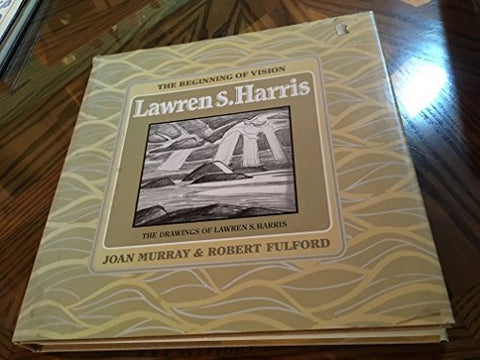 THE BEGINNING OF VISION
Lawren S. Harris
THE DRAWINGS OF LAWREN S. HARRIS
JOAN MURRAY & ROBERT FULFORD